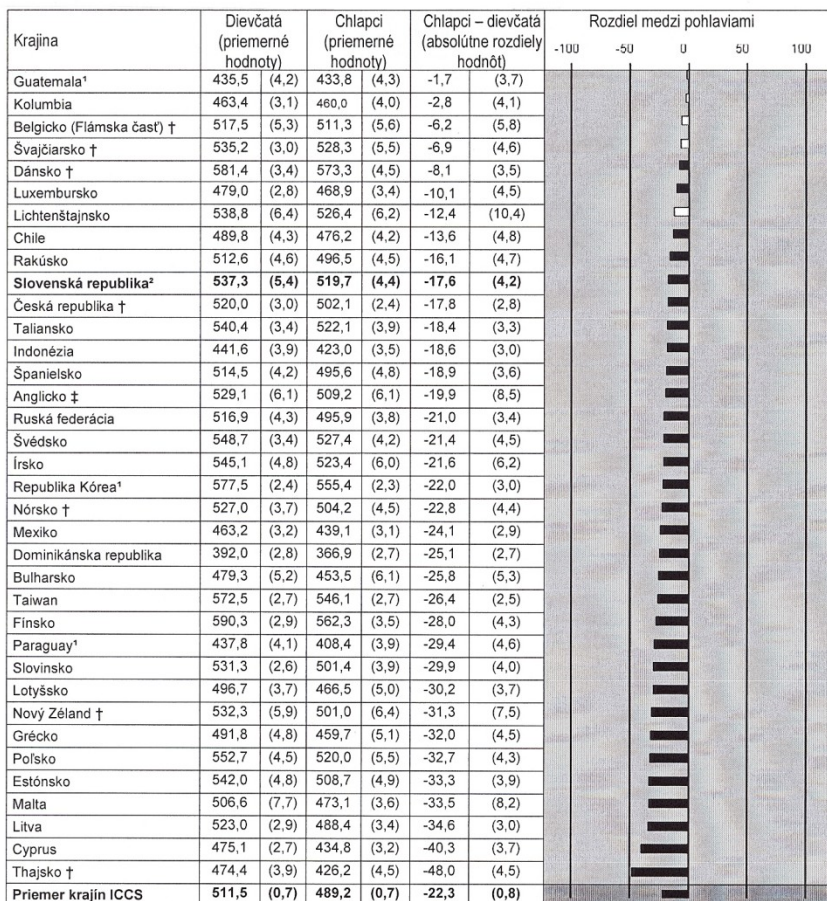 Krajina Dievčatá (priemerné hodnoty) Chlapci (priemerné hodnoty) Chlapci – dievčatá (absolútne rozdiely hodnôt) Rozdiel medzi pohlaviami
-100 -50 0 50 100
Guatemala¹ 435,5 (4,2) 433,8 (4,3) -1,7 (3,7)
Kolumbia 463,4 (3,1) 460,0 (4,0) -2,8 (4,1)
Belgicko (Flámska časť) † 517,5 (5,3) 511,3 (5,6) -6,2 (5,8)
Švajčiarsko † 535,2 (3,0) 528,3 (5,5) -6,9 (4,6)
Dánsko † 581,4 (3,4) 573,3 (4,5) -8,1 (3,5)
Luxembursko 479,0 (2,8) 468,9 (3,4) -10,1 (4,5)
Lichtenštajnsko 538,8 (6,4) 526,4 (6,2) -12,4 (10,4)
Chile 489,8 (4,3) 476,2 (4,2) -13,6 (4,8)
Rakúsko 512,6 (4,6) 496,5 (4,5) -16,1 (4,7)
Slovenská republika² 537,3 (5,4) 519,7 (4,4) -17,6 (4,2)
Česká republika † 520,0 (3,0) 502,1 (2,4) -17,8 (2,8)
Taliansko 540,4 (3,4) 522,1 (3,9) -18,4 (3,3)
Indonézia 441,6 (3,9) 423,0 (3,5) -18,6 (3,0)
Španielsko 514,5 (4,2) 495,6 (4,8) -18,9 (3,6)
Anglicko ‡ 529,1 (6,1) 509,2 (6,1) -19,9 (8,5)
Ruská federácia 516,9 (4,3) 495,9 (3,8) -21,0 (3,4)
Švédsko 548,7 (3,4) 527,4 (4,2) -21,4 (4,5)
Írsko 545,1 (4,8) 523,4 (6,0) -21,6 (6,2)
Republika Kórea¹ 577,5 (2,4) 555,4 (2,3) -22,0 (3,0)
Nórsko † 527,0 (3,7) 504,2 (4,5) -22,8 (4,4)
Mexiko 463,2 (3,2) 439,1 (3,1) -24,1 (2,9)
Dominikánska republika 392,0 (2,8) 366,9 (2,7) -25,1 (2,7)
Bulharsko 479,3 (5,2) 453,5 (6,1) -25,8 (5,3)
Taiwan 572,5 (2,7) 546,1 (2,7) -26,4 (2,5)
Fínsko 590,3 (2,9) 562,3 (3,5) -28,0 (4,3)
Paraguay¹ 437,8 (4,1) 408,4 (3,9) -29,4 (4,6)
Slovinsko 531,3 (2,6) 501,4 (3,9) -29,9 (4,0)
Lotyšsko 496,7 (3,7) 466,5 (5,0) -30,2 (3,7)
Nový Zéland † 532,3 (5,9) 501,0 (6,4) -31,3 (7,5)
Grécko 491,8 (4,8) 459,7 (5,1) -32,0 (4,5)
Poľsko 552,7 (4,5) 520,0 (5,5) -32,7 (4,3)
Estónsko 542,0 (4,8) 508,7 (4,9) -33,3 (3,9)
Malta 506,6 (7,7) 473,1 (3,6) -33,5 (8,2)
Litva 523,0 (2,9) 488,4 (3,4) -34,6 (3,0)
Cyprus 475,1 (2,7) 434,8 (3,2) -40,3 (3,7)
Thajsko † 474,4 (3,9) 426,2 (4,5) -48,0 (4,5)
Priemer krajín ICCS 511,5 (0,7) 489,2 (0,7) -22,3 (0,8)